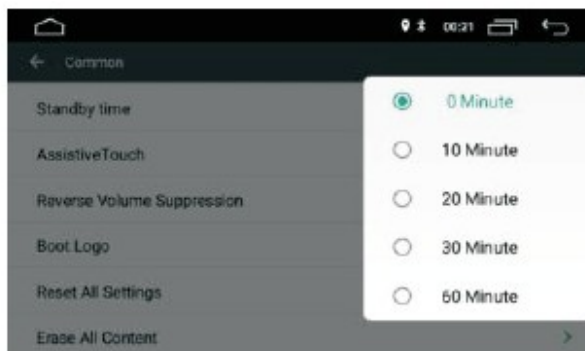 00:21
Common
Standby time
0 Minute
AssistiveTouch
10 Minute
Reverse Volume Suppression
20 Minute
Boot Logo
30 Minute
Reset All Settings
60 Minute
Erase All Content